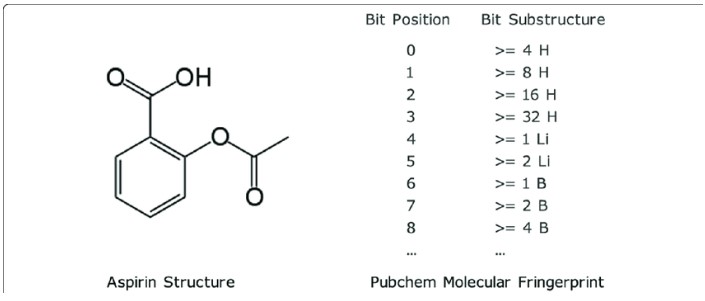 Bit Position Bit Substructure
0 >= 4 H
1 >= 8 H
2 >= 16 H
3 >= 32 H
4 >= 1 Li
5 >= 2 Li
6 >= 1 B
7 >= 2 B
8 >= 4 B
... ...
O OH
O
O
Aspirin Structure
Pubchem Molecular Fringerprint